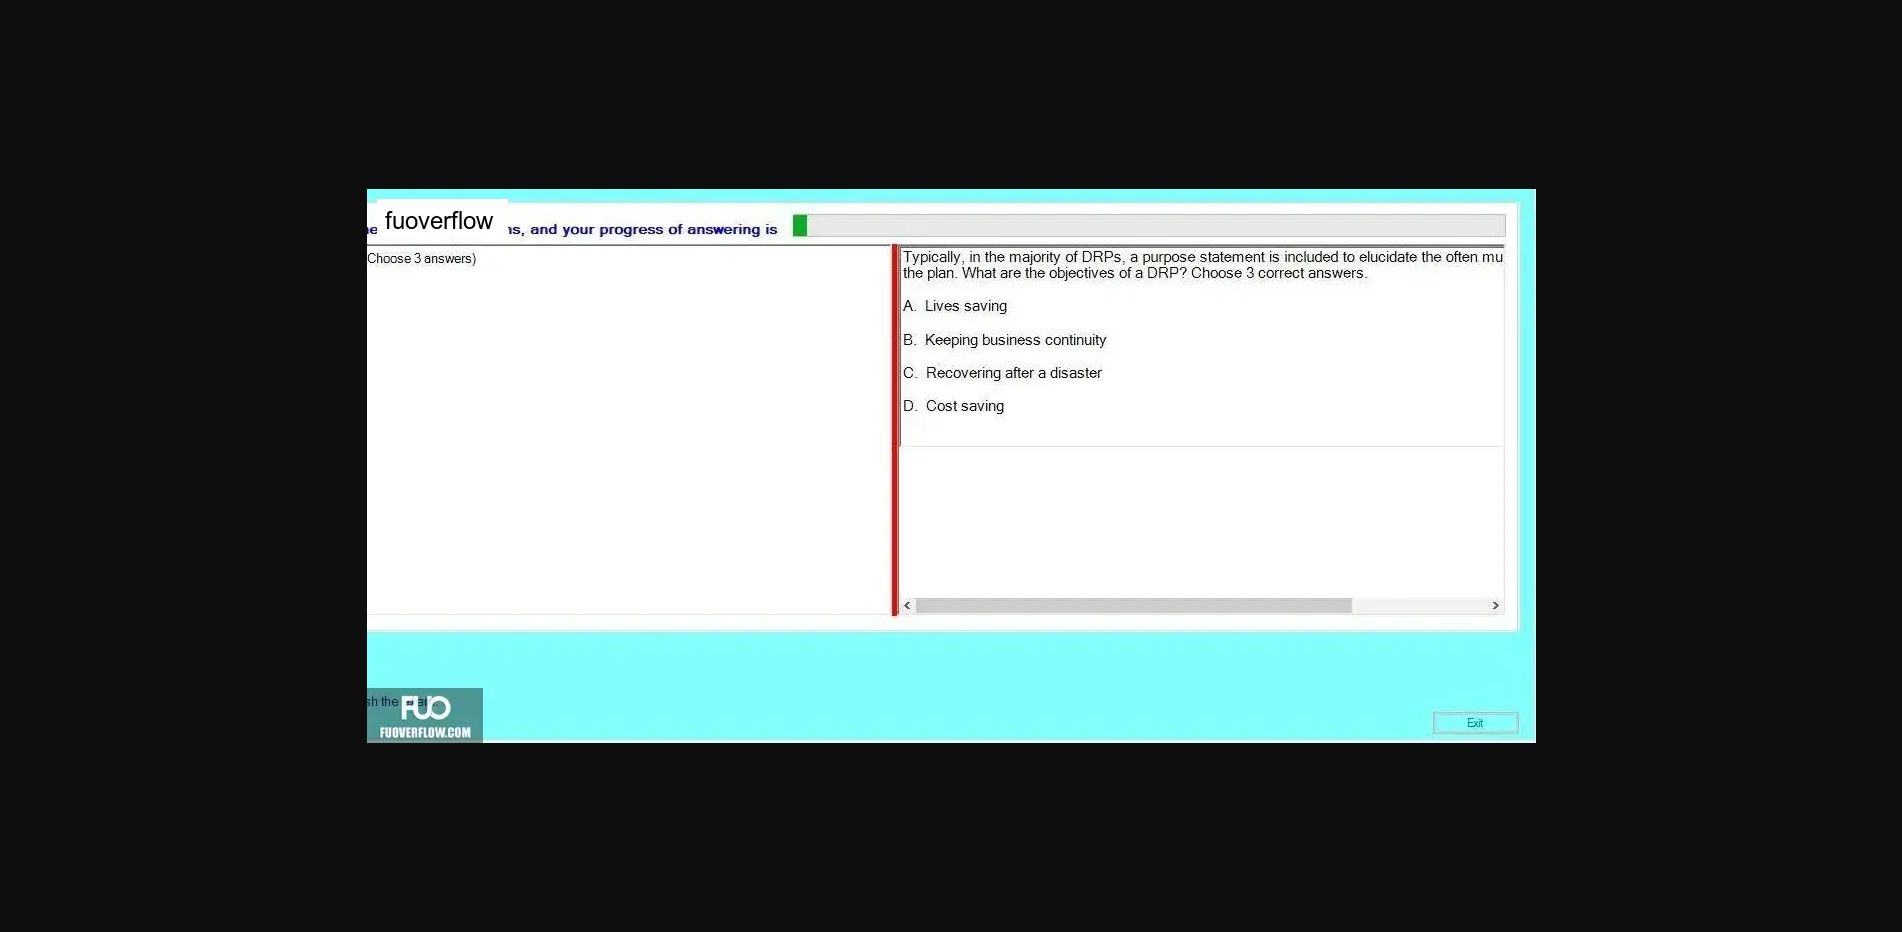 fuoverflow
ns, and your progress of answering is
Choose 3 answers)
Typically, in the majority of DRPs, a purpose statement is included to elucidate the often mu
the plan. What are the objectives of a DRP? Choose 3 correct answers.
A. Lives saving
B. Keeping business continuity
C. Recovering after a disaster
D. Cost saving
sh the
FUO
FUOVERFLOW.COM
Exit